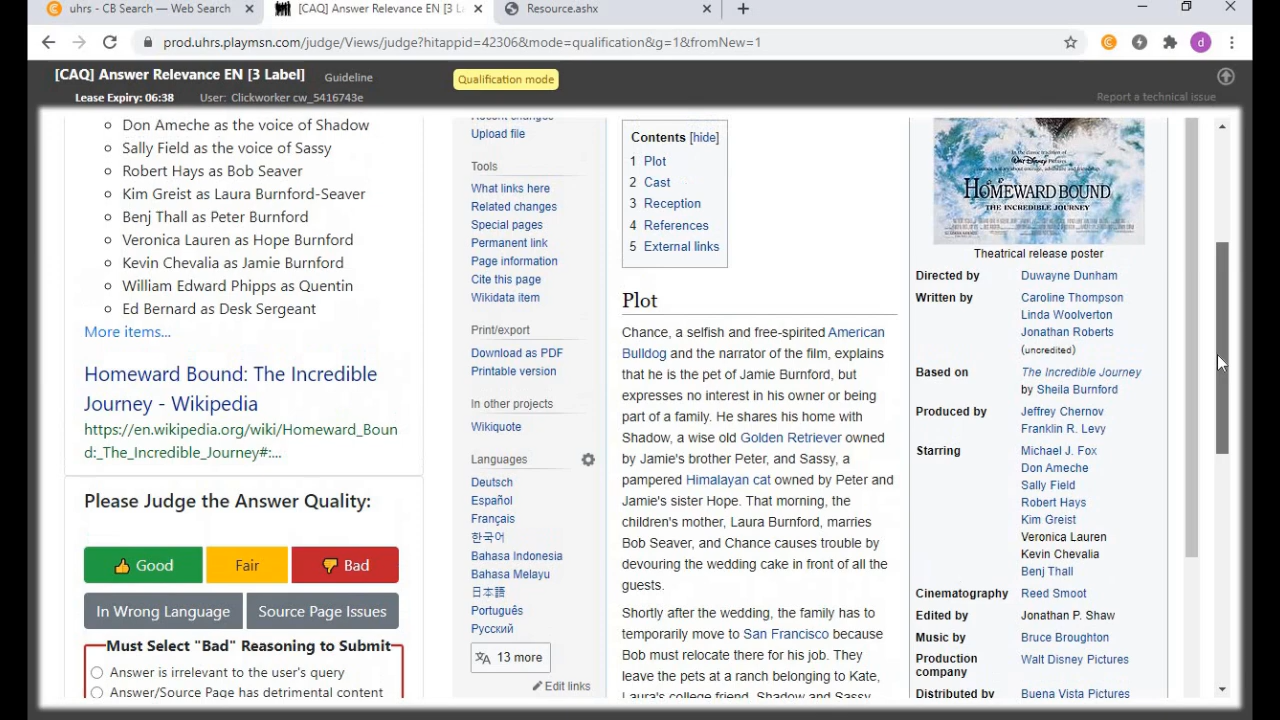 uhrs - CB Search — Web Search
[CAQ] Answer Relevance EN [3 L
Resource.ashx
prod.uhrs.playmsn.com/judge/Views/judge?hitappid=42306&mode=qualification&g=1&fromNew=1
d
[CAQ] Answer Relevance EN [3 Label]
Guideline
Qualification mode
Lease Expiry: 06:38
User: Clickworker cw_5416743e
Report a technical issue
Don Ameche as the voice of Shadow
Sally Field as the voice of Sassy
Robert Hays as Bob Seaver
Kim Greist as Laura Burnford-Seaver
Benj Thall as Peter Burnford
Veronica Lauren as Hope Burnford
Kevin Chevalia as Jamie Burnford
William Edward Phipps as Quentin
Ed Bernard as Desk Sergeant
More items...
Homeward Bound: The Incredible
Journey - Wikipedia
https://en.wikipedia.org/wiki/Homeward_Boun
d:_The_Incredible_Journey#:...
Please Judge the Answer Quality:
Good
Fair
Bad
In Wrong Language
Source Page Issues
Must Select "Bad" Reasoning to Submit
Answer is irrelevant to the user's query
Answer/Source Page has detrimental content
Recent changes
Upload file
Tools
What links here
Related changes
Special pages
Permanent link
Page information
Cite this page
Wikidata item
Print/export
Download as PDF
Printable version
In other projects
Wikiquote
Languages
Deutsch
Español
Français
한국어
Bahasa Indonesia
Bahasa Melayu
日本語
Português
Русский
13 more
Edit links
Contents [hide]
1 Plot
2 Cast
3 Reception
4 References
5 External links
Plot
Chance, a selfish and free-spirited American
Bulldog and the narrator of the film, explains
that he is the pet of Jamie Burnford, but
expresses no interest in his owner or being
part of a family. He shares his home with
Shadow, a wise old Golden Retriever owned
by Jamie's brother Peter, and Sassy, a
pampered Himalayan cat owned by Peter and
Jamie's sister Hope. That morning, the
children's mother, Laura Burnford, marries
Bob Seaver, and Chance causes trouble by
devouring the wedding cake in front of all the
guests.
Shortly after the wedding, the family has to
temporarily move to San Francisco because
Bob must relocate there for his job. They
leave the pets at a ranch belonging to Kate,
Laura's college friend. Shadow and Sassy
Walt Disney Pictures
HOMEWARD BOUND
THE INCREDIBLE JOURNEY
Theatrical release poster
Directed by Duwayne Dunham
Written by Caroline Thompson
Linda Woolverton
Jonathan Roberts
(uncredited)
Based on The Incredible Journey
by Sheila Burnford
Produced by Jeffrey Chernov
Franklin R. Levy
Starring Michael J. Fox
Don Ameche
Sally Field
Robert Hays
Kim Greist
Veronica Lauren
Kevin Chevalia
Benj Thall
Cinematography Reed Smoot
Edited by Jonathan P. Shaw
Music by Bruce Broughton
Production Walt Disney Pictures
company
Distributed by Buena Vista Pictures